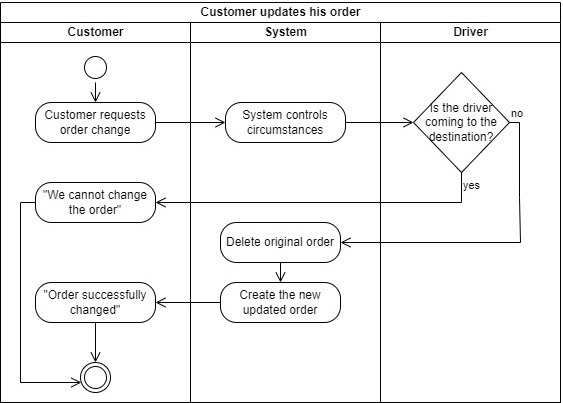 Customer updates his order
Customer
System
Driver
Customer requests
order change
System controls
circumstances
Is the driver
coming to the
destination?
no
yes
"We cannot change
the order"
Delete original order
"Order successfully
changed"
Create the new
updated order